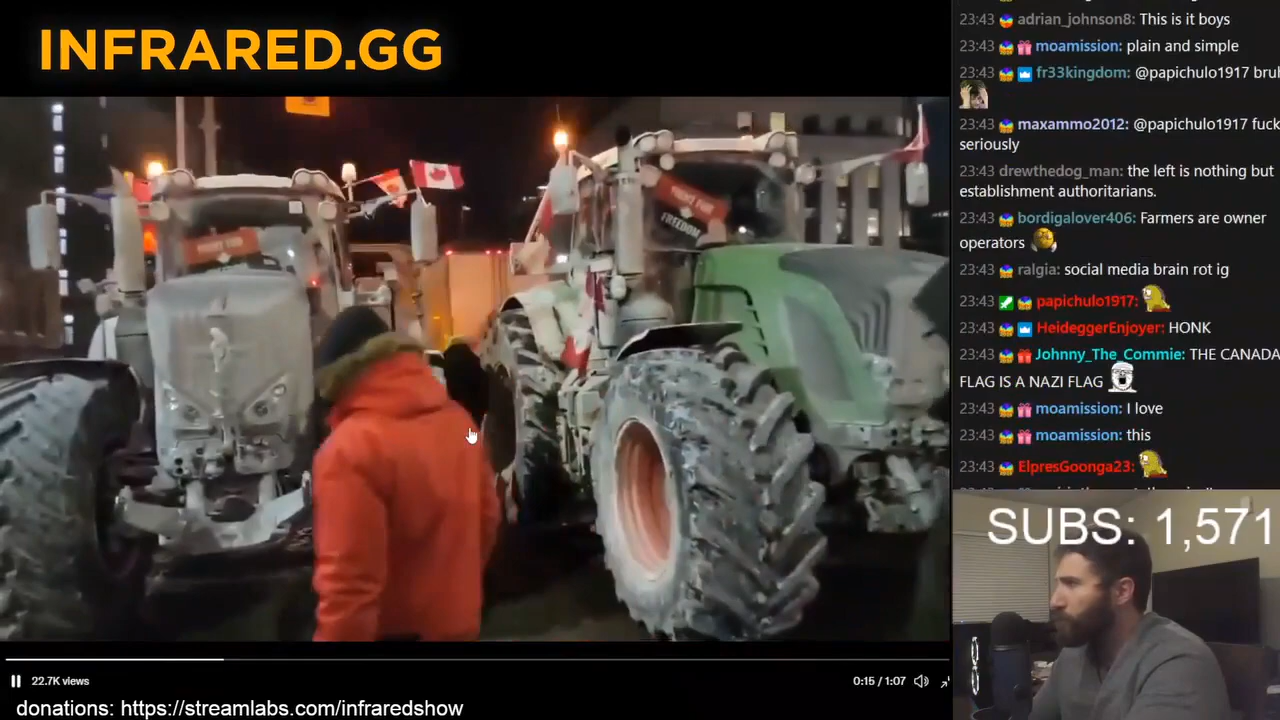 INFRARED.GG
FREEDOM
22.7K views
0:15 / 1:07
donations: https://streamlabs.com/infraredshow
23:43 adrian_johnson8: This is it boys
23:43 moamission: plain and simple
23:43 fr33kingdom: @papichulo1917 bruh
23:43 maxammo2012: @papichulo1917 fuck
seriously
23:43 drewthedog_man: the left is nothing but
establishment authoritarians.
23:43 bordigalover406: Farmers are owner
operators
23:43 ralgia: social media brain rot ig
23:43 papichulo1917:
23:43 HeideggerEnjoyer: HONK
23:43 Johnny_The_Commie: THE CANADA
FLAG IS A NAZI FLAG
23:43 moamission: I love
23:43 moamission: this
23:43 ElpresGoonga23:
SUBS: 1,571